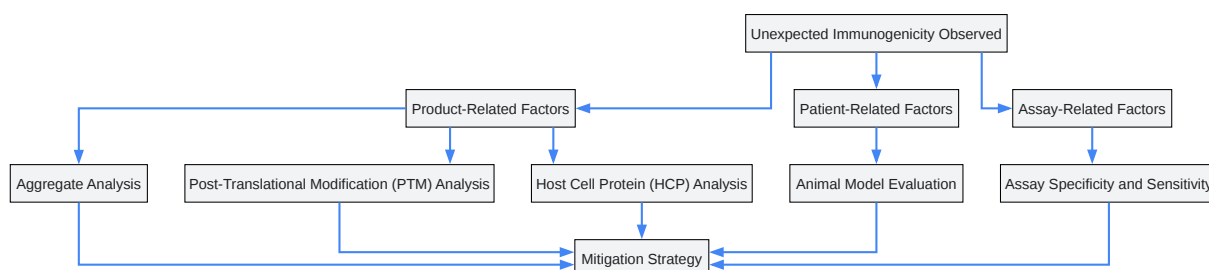 Unexpected Immunogenicity Observed
Product-Related Factors
Patient-Related Factors
Assay-Related Factors
Aggregate Analysis
Post-Translational Modification (PTM) Analysis
Host Cell Protein (HCP) Analysis
Animal Model Evaluation
Assay Specificity and Sensitivity
Mitigation Strategy